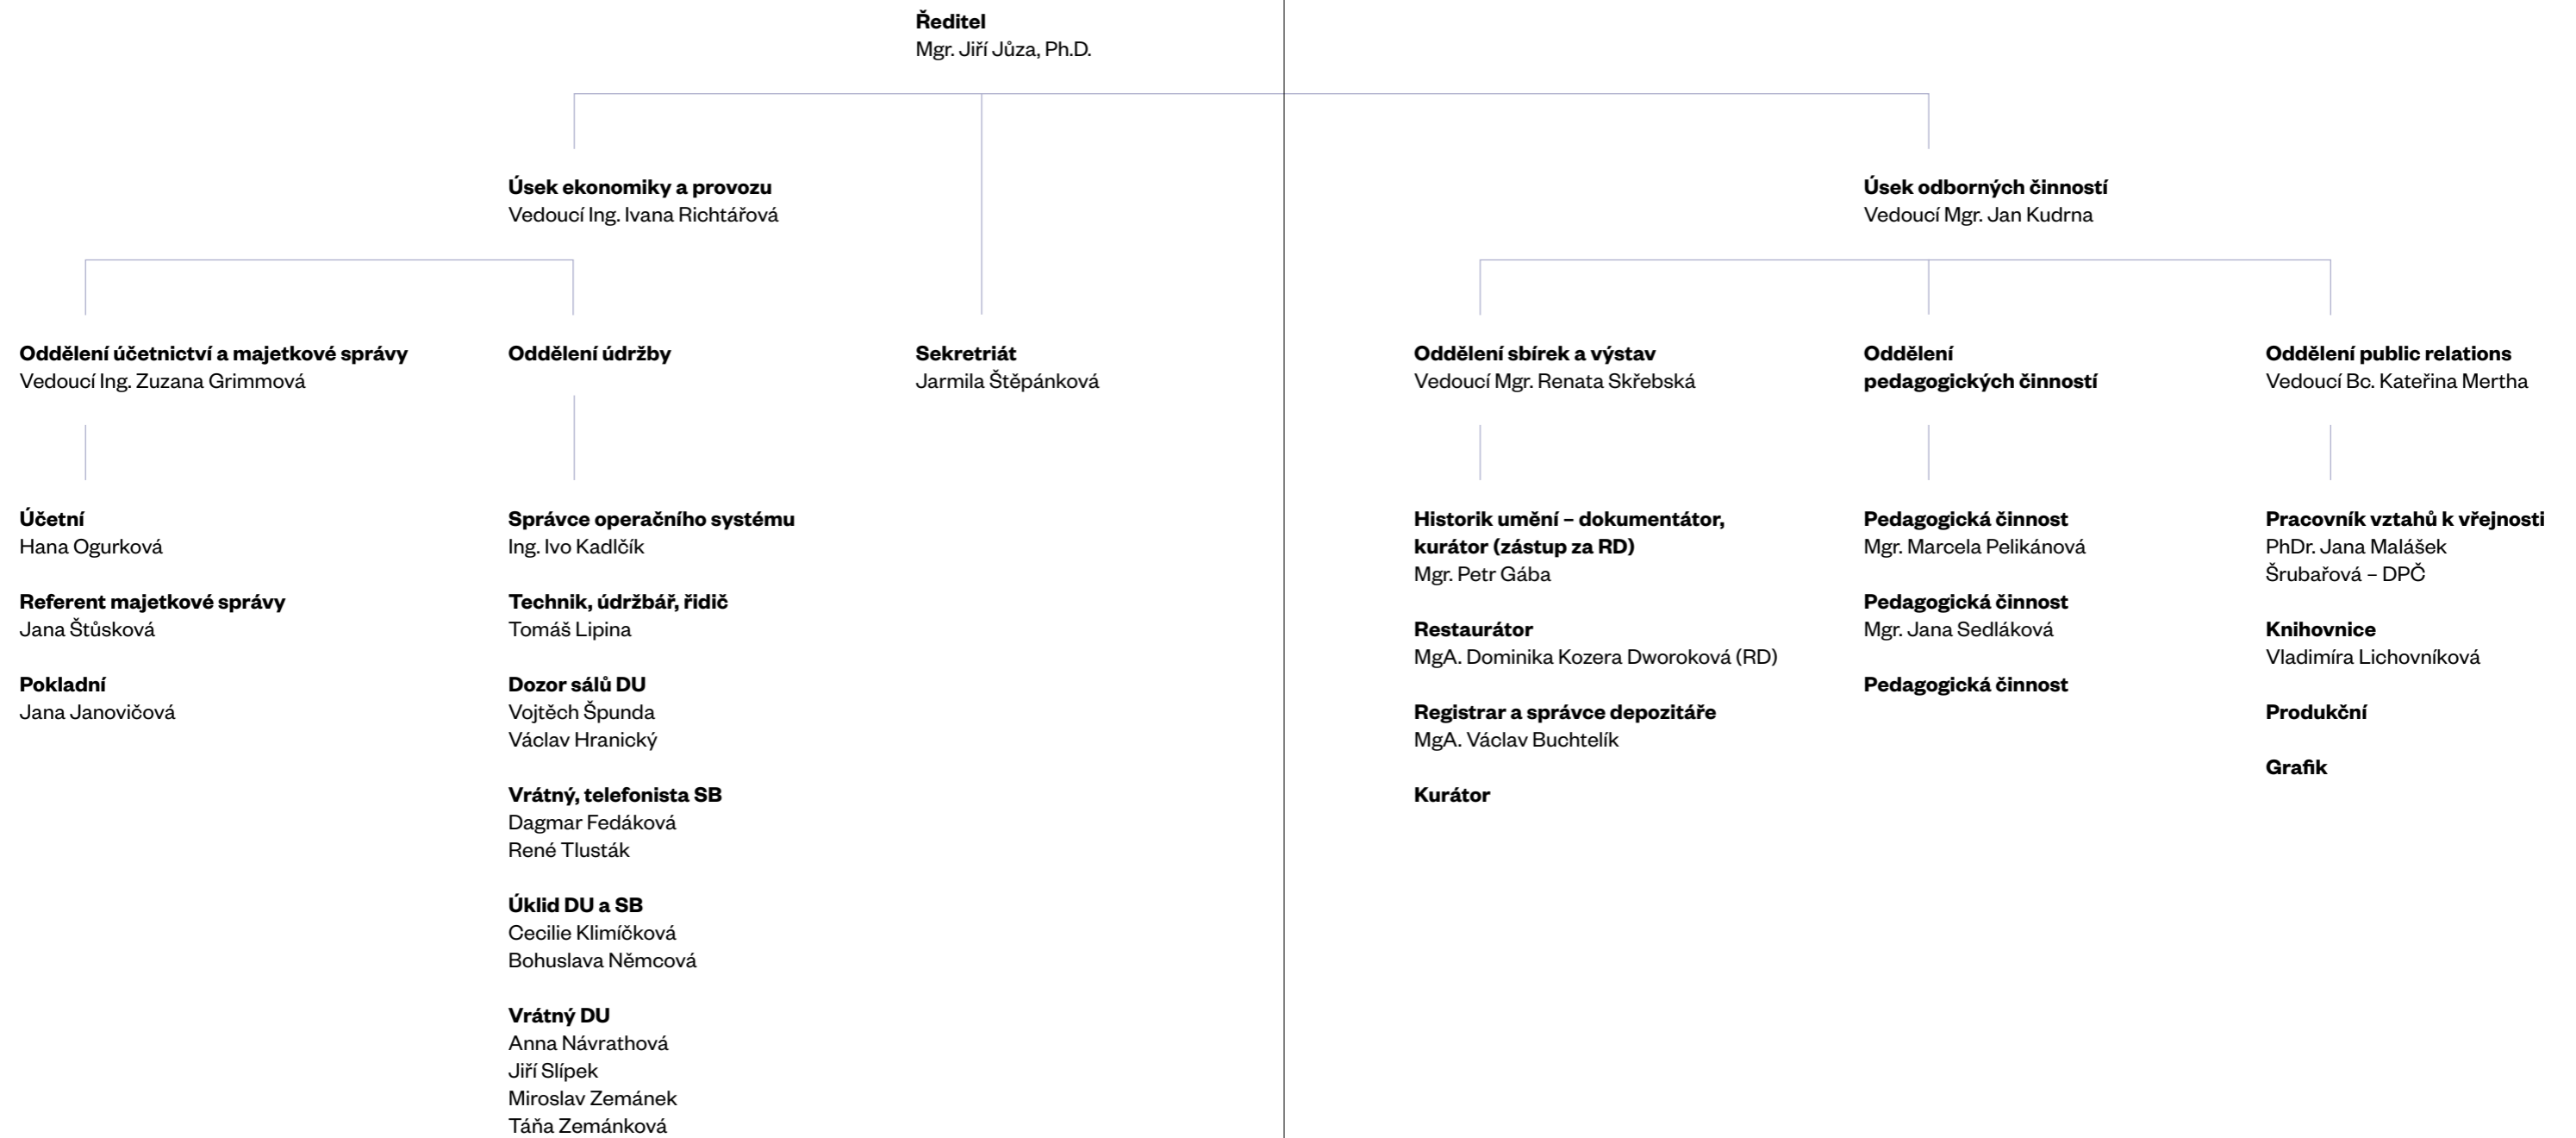 Ředitel
Mgr. Jiří Jůza, Ph.D.
Úsek ekonomiky a provozu
Vedoucí Ing. Ivana Richtářová
Úsek odborných činností
Vedoucí Mgr. Jan Kudrna
Oddělení účetnictví a majetkové správy
Vedoucí Ing. Zuzana Grimmová
Oddělení údržby
Sekretriát
Jarmila Štěpánková
Oddělení sbírek a výstav
Vedoucí Mgr. Renata Skřebská
Oddělení
pedagogických činností
Oddělení public relations
Vedoucí Bc. Kateřina Mertha
Účetní
Hana Ogurková
Referent majetkové správy
Jana Štůsková
Pokladní
Jana Janovičová
Správce operačního systému
Ing. Ivo Kadlčík
Technik, údržbář, řidič
Tomáš Lipina
Dozor sálů DU
Vojtěch Špunda
Václav Hranický
Vrátný, telefonista SB
Dagmar Fedáková
René Tlusták
Úklid DU a SB
Cecilie Klimíčková
Bohuslava Němcová
Vrátný DU
Anna Návrathová
Jiří Slípek
Miroslav Zemánek
Táňa Zemánková
Historik umění – dokumentátor,
kurátor (zástup za RD)
Mgr. Petr Gába
Restaurátor
MgA. Dominika Kozera Dworoková (RD)
Registrar a správce depozitáře
MgA. Václav Buchtelík
Kurátor
Pedagogická činnost
Mgr. Marcela Pelikánová
Pedagogická činnost
Mgr. Jana Sedláková
Pedagogická činnost
Pracovník vztahů k vřejnosti
PhDr. Jana Malášek
Šrubařová – DPČ
Knihovnice
Vladimíra Lichovníková
Produkční
Grafik